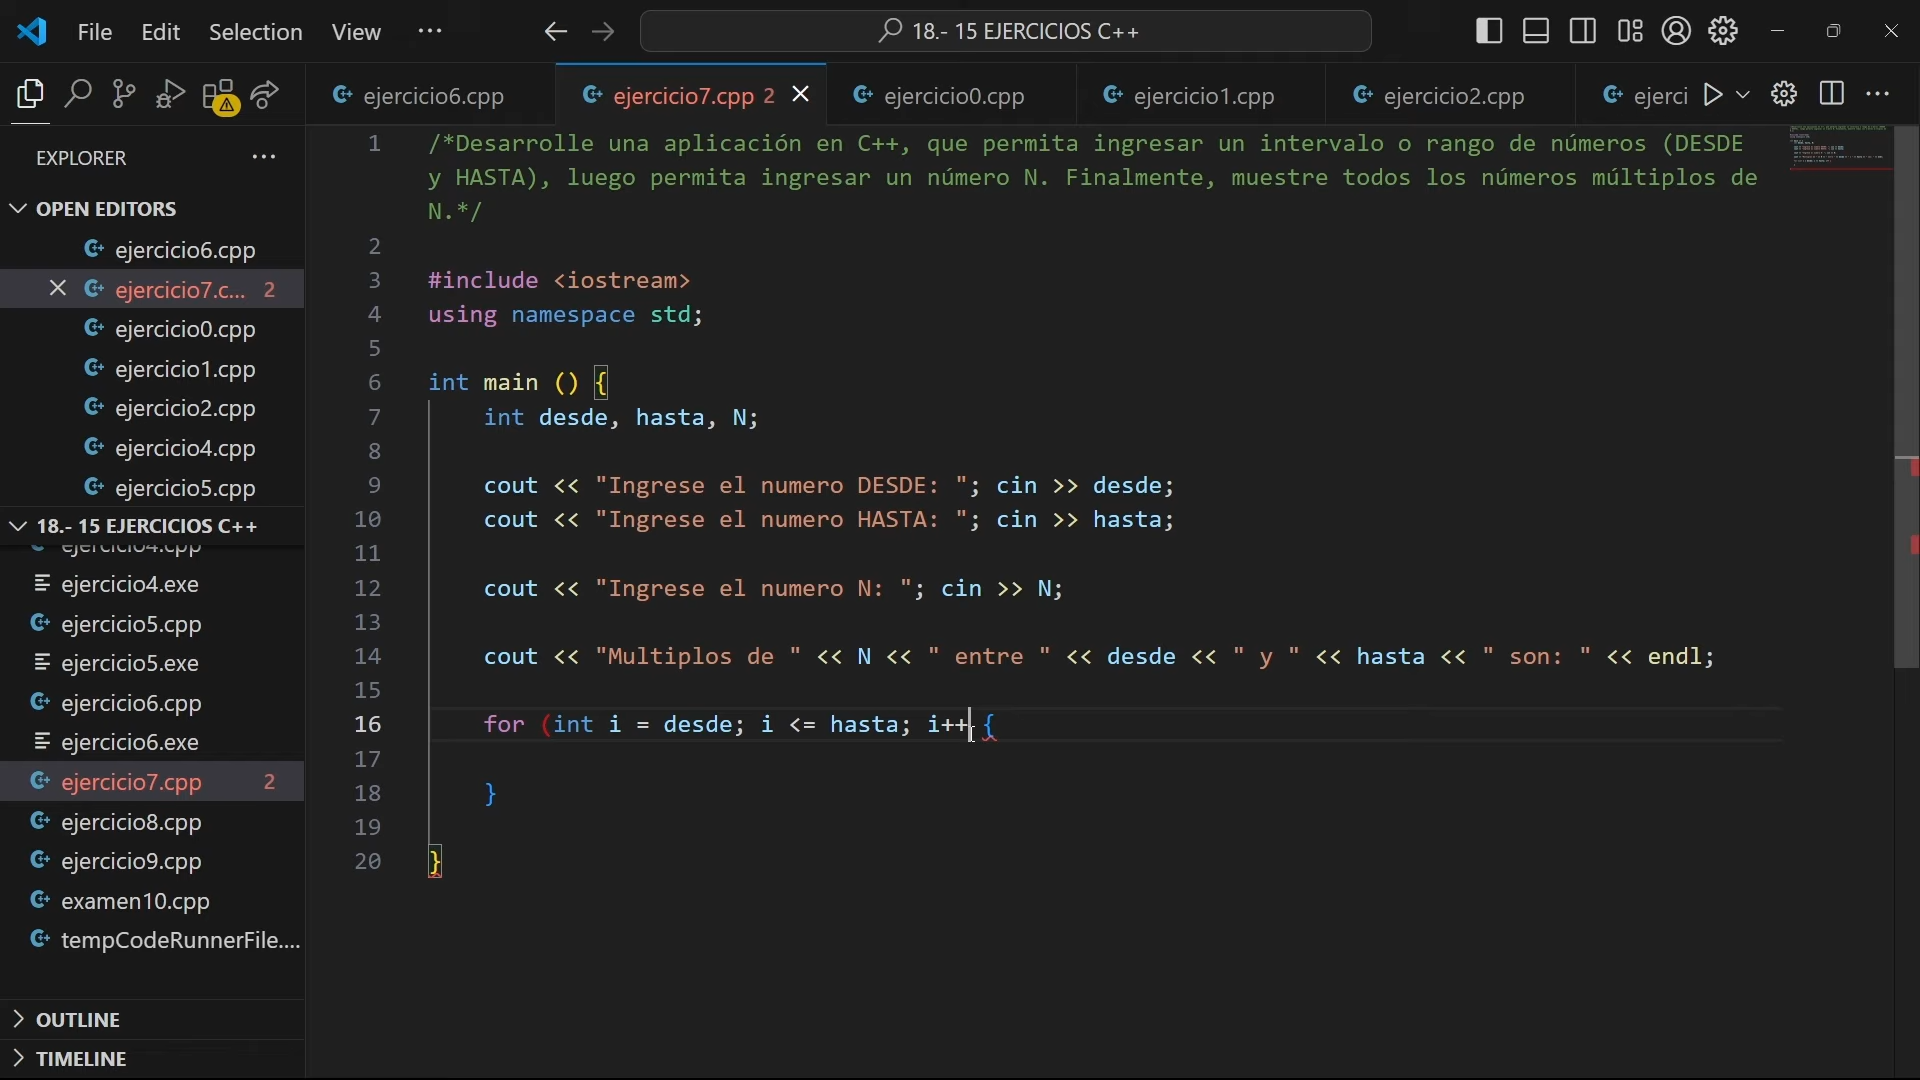 File Edit Selection View ··· 18.- 15 EJERCICIOS C++
ejercicio6.cpp ejercicio7.cpp 2 ejercicio0.cpp ejercicio1.cpp ejercicio2.cpp ejerci
EXPLORER
OPEN EDITORS
ejercicio6.cpp
ejercicio7.c... 2
ejercicio0.cpp
ejercicio1.cpp
ejercicio2.cpp
ejercicio4.cpp
ejercicio5.cpp
18.- 15 EJERCICIOS C++
ejercicio4.cpp
ejercicio4.exe
ejercicio5.cpp
ejercicio5.exe
ejercicio6.cpp
ejercicio6.exe
ejercicio7.cpp 2
ejercicio8.cpp
ejercicio9.cpp
examen10.cpp
tempCodeRunnerFile....
OUTLINE
TIMELINE
1 /*Desarrolle una aplicación en C++, que permita ingresar un intervalo o rango de números (DESDE
y HASTA), luego permita ingresar un número N. Finalmente, muestre todos los números múltiplos de
N.*/
2
3 #include <iostream>
4 using namespace std;
5
6 int main () {
7 int desde, hasta, N;
8
9 cout << "Ingrese el numero DESDE: "; cin >> desde;
10 cout << "Ingrese el numero HASTA: "; cin >> hasta;
11
12 cout << "Ingrese el numero N: "; cin >> N;
13
14 cout << "Multiplos de " << N << " entre " << desde << " y " << hasta << " son: " << endl;
15
16 for (int i = desde; i <= hasta; i++ {
17
18 }
19
20 }